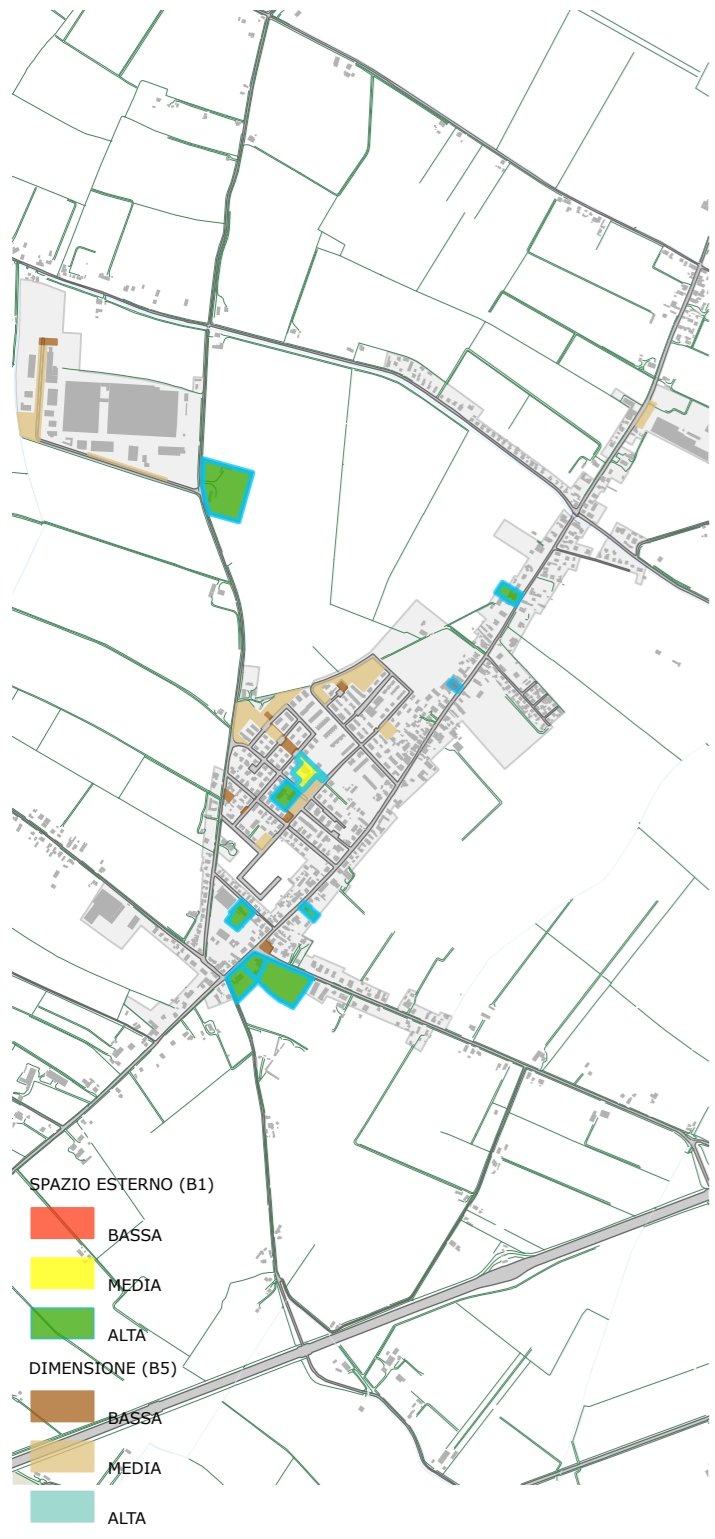 SPAZIO ESTERNO (B1)
BASSA
MEDIA
ALTA
DIMENSIONE (B5)
BASSA
MEDIA
ALTA